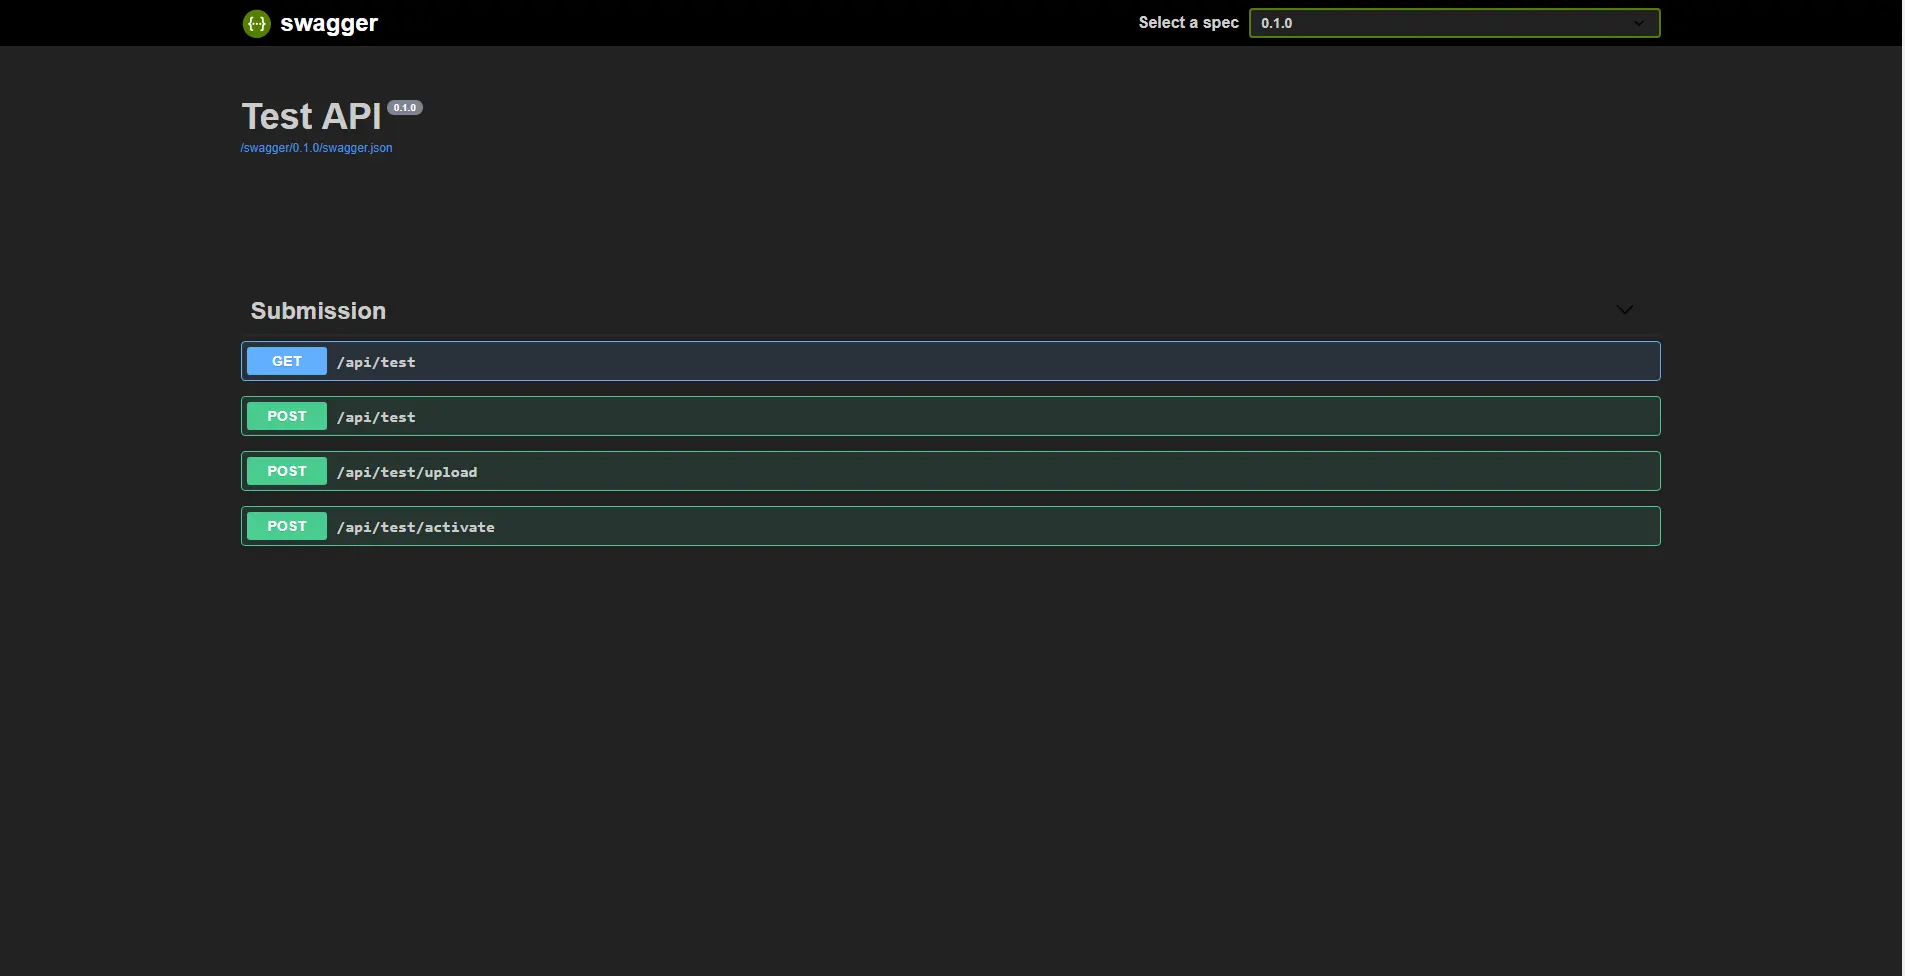 {···} swagger
Select a spec 0.1.0
Test API 0.1.0
/swagger/0.1.0/swagger.json
Submission
GET /api/test
POST /api/test
POST /api/test/upload
POST /api/test/activate